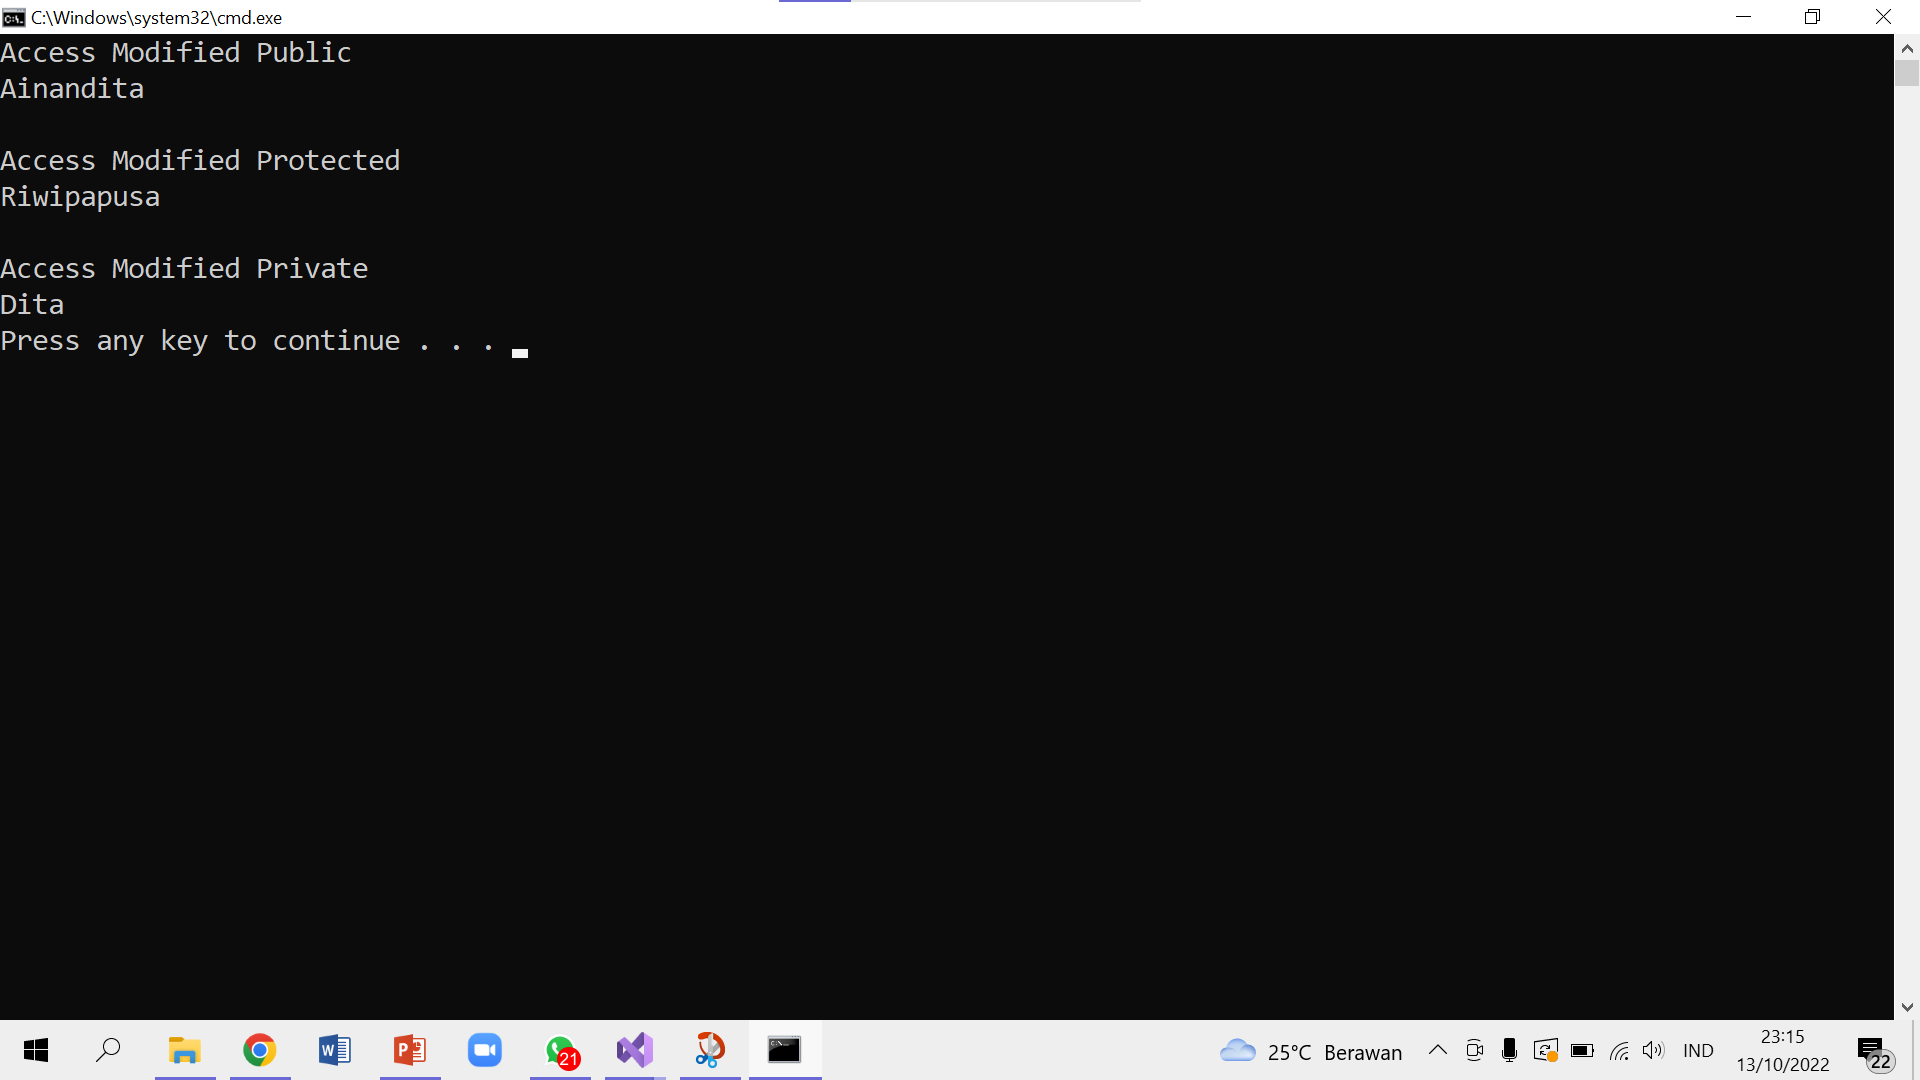 C:\Windows\system32\cmd.exe
Access Modified Public
Ainandita
Access Modified Protected
Riwipapusa
Access Modified Private
Dita
Press any key to continue . . .
21
25°C Berawan
IND
23:15
13/10/2022
22